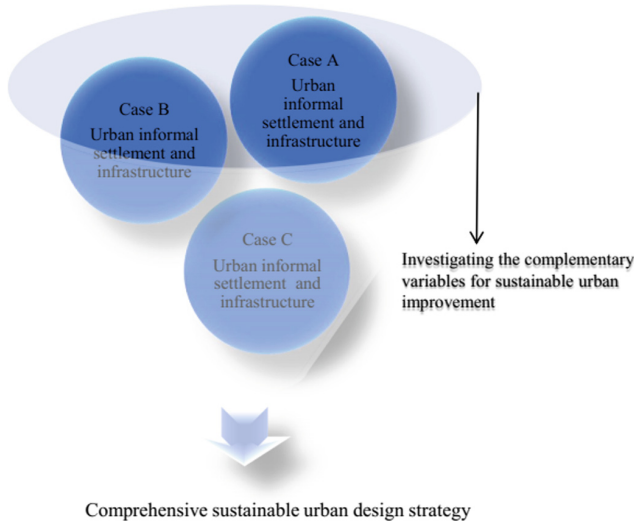 Case A
Urban
informal
settlement and
infrastructure
Case B
Urban informal
settlement and
infrastructure
Case C
Urban informal
settlement and
infrastructure
Investigating the complementary
variables for sustainable urban
improvement
Comprehensive sustainable urban design strategy